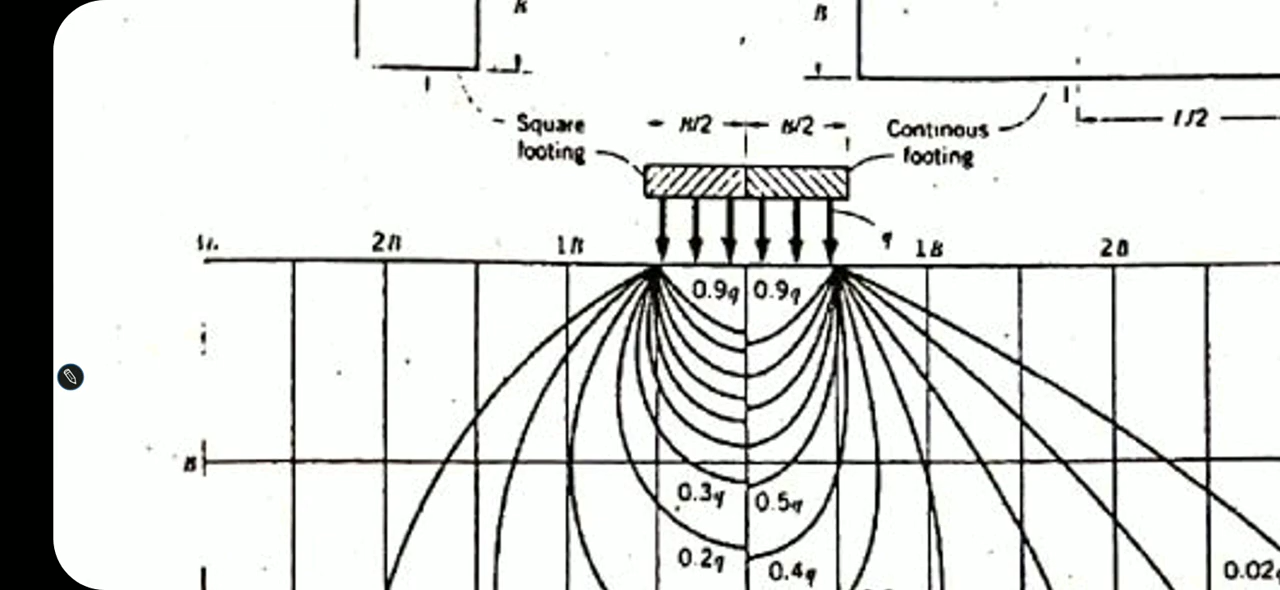 B
B
Square
footing
B/2
B/2
Continous
footing
L/2
q
2B
1B
1B
2B
0.9q
0.9q
B
0.3q
0.5q
0.2q
0.4q
0.02q